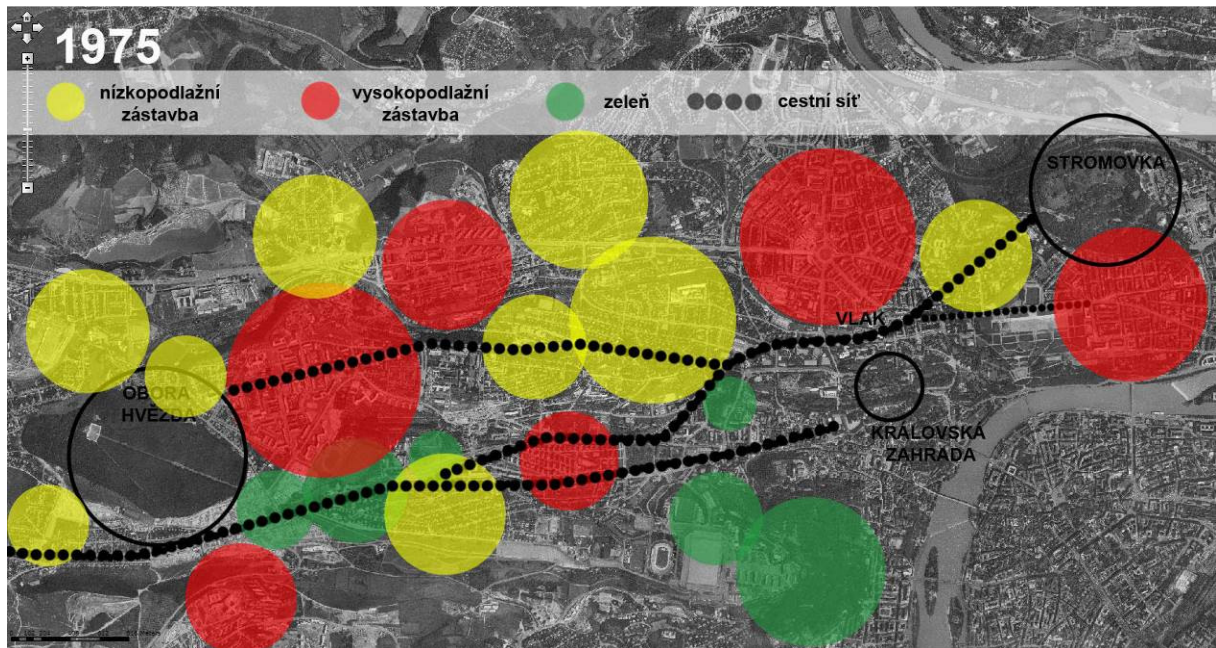 1975
nízkopodlažní
zástavba
vysokopodlažní
zástavba
zeleň
cestní síť
STROMOVKA
VLAK
OBORA
HVĚZDA
KRÁLOVSKÁ
ZAHRADA